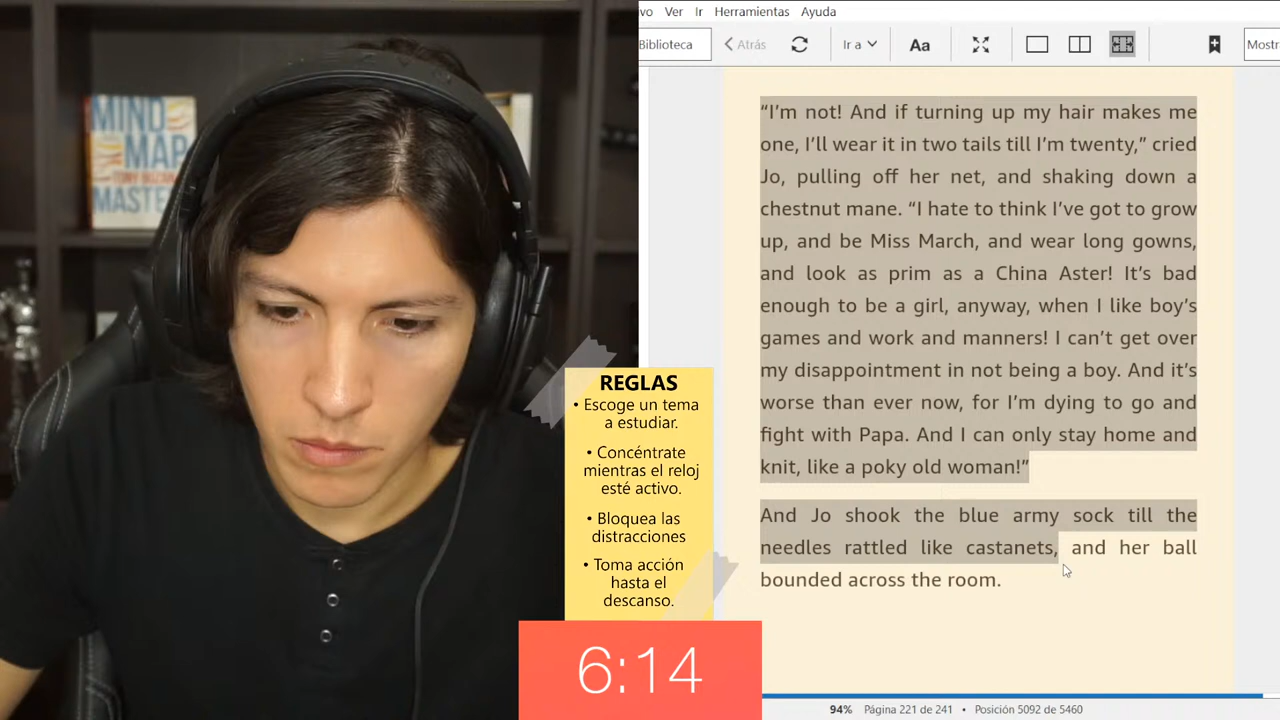 MIND
MAP
TONY BUZAN
MASTE
vo Ver Ir Herramientas Ayuda
Biblioteca
Atrás
Ir a
Aa
Mostr
“I’m not! And if turning up my hair makes me
one, I’ll wear it in two tails till I’m twenty,” cried
Jo, pulling off her net, and shaking down a
chestnut mane. “I hate to think I’ve got to grow
up, and be Miss March, and wear long gowns,
and look as prim as a China Aster! It’s bad
enough to be a girl, anyway, when I like boy’s
games and work and manners! I can’t get over
my disappointment in not being a boy. And it’s
worse than ever now, for I’m dying to go and
fight with Papa. And I can only stay home and
knit, like a poky old woman!”
And Jo shook the blue army sock till the
needles rattled like castanets, and her ball
bounded across the room.
94% Página 221 de 241 • Posición 5092 de 5460
REGLAS
• Escoge un tema
a estudiar.
• Concéntrate
mientras el reloj
esté activo.
• Bloquea las
distracciones
• Toma acción
hasta el
descanso.
6:14